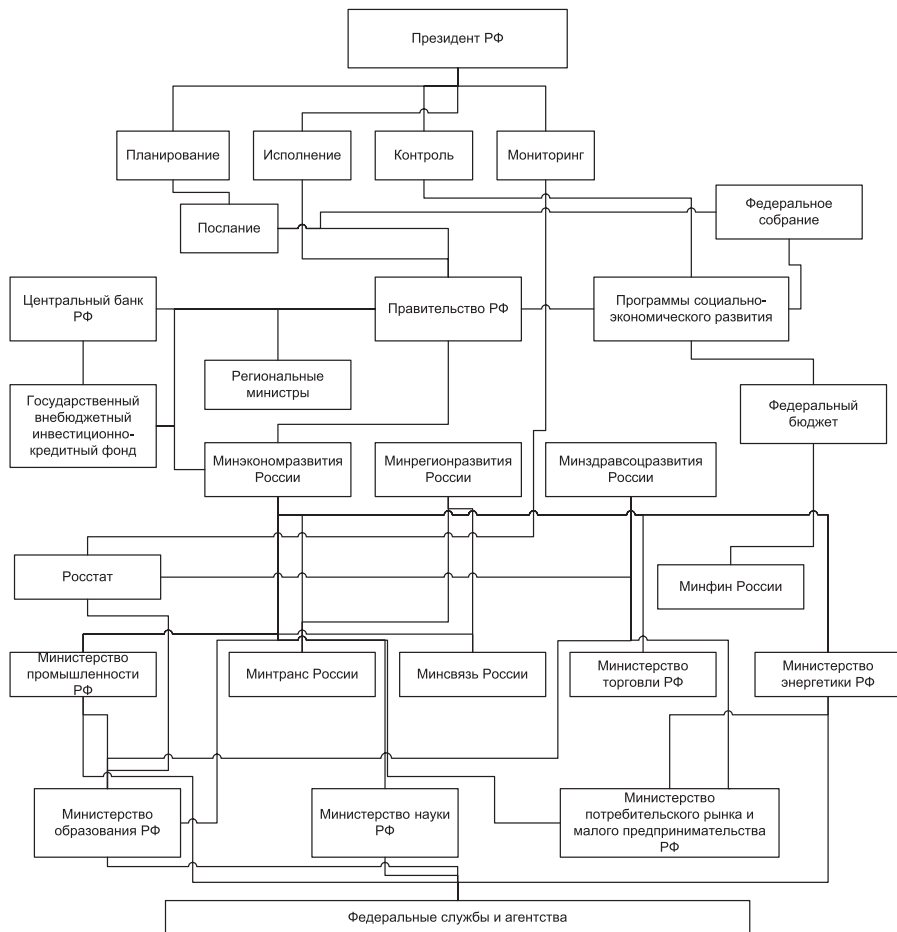 Президент РФ
Планирование
Исполнение
Контроль
Мониторинг
Послание
Федеральное
собрание
Центральный банк
РФ
Правительство РФ
Программы социально-
экономического развития
Региональные
министры
Государственный
внебюджетный
инвестиционно-
кредитный фонд
Федеральный
бюджет
Минэкономразвития
России
Минрегионразвития
России
Минздравсоцразвития
России
Росстат
Минфин России
Министерство
промышленности
РФ
Минтранс России
Минсвязь России
Министерство
торговли РФ
Министерство
энергетики РФ
Министерство
образования РФ
Министерство науки
РФ
Министерство
потребительского рынка и
малого предпринимательства
РФ
Федеральные службы и агентства